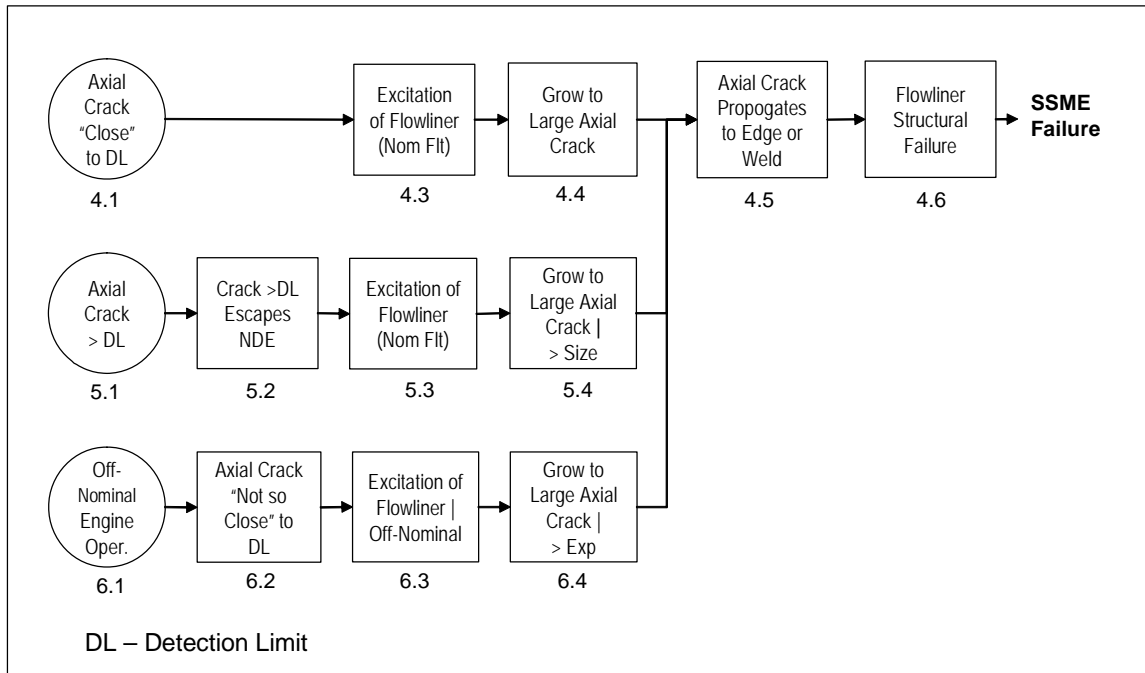 Axial
Crack
"Close"
to DL
4.1
Excitation
of Flowliner
(Nom Flt)
4.3
Grow to
Large Axial
Crack
4.4
Axial Crack
Propogates
to Edge or
Weld
4.5
Flowliner
Structural
Failure
4.6
SSME
Failure
Axial
Crack
> DL
5.1
Crack >DL
Escapes
NDE
5.2
Excitation of
Flowliner
(Nom Flt)
5.3
Grow to
Large Axial
Crack |
> Size
5.4
Off-
Nominal
Engine
Oper.
6.1
Axial Crack
"Not so
Close" to
DL
6.2
Excitation of
Flowliner |
Off-Nominal
6.3
Grow to
Large Axial
Crack |
> Exp
6.4
DL – Detection Limit